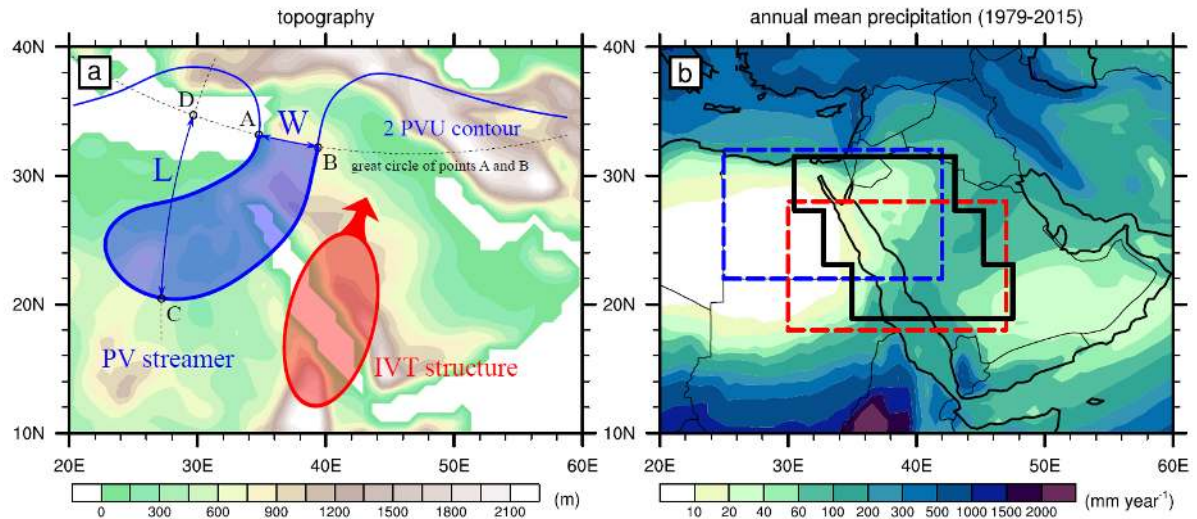 topography
annual mean precipitation (1979-2015)
40N
30N
20N
10N
a
D
A
W
B
L
C
2 PVU contour
great circle of points A and B
PV streamer
IVT structure
20E 30E 40E 50E 60E
0 300 600 900 1200 1500 1800 2100 (m)
40N
30N
20N
10N
b
20E 30E 40E 50E 60E
10 20 40 60 100 200 300 500 1000 1500 2000 (mm year-1)